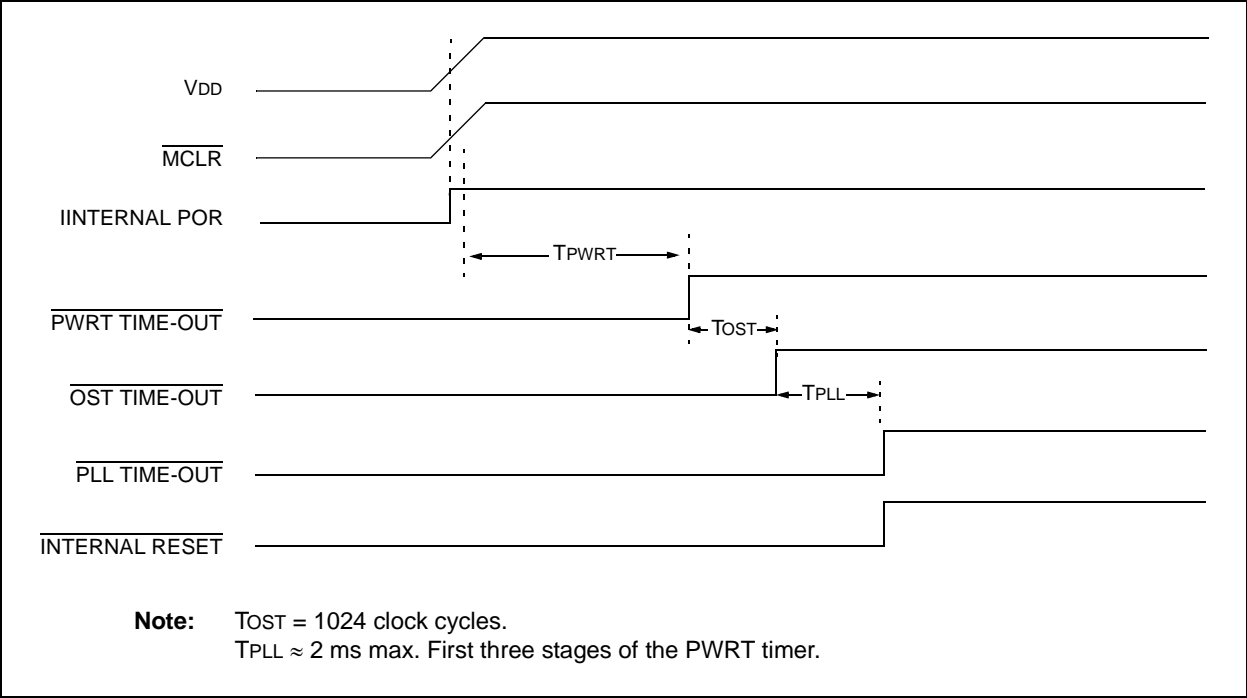 VDD
MCLR
IINTERNAL POR
TPWRT
PWRT TIME-OUT
TOST
OST TIME-OUT
TPLL
PLL TIME-OUT
INTERNAL RESET
Note: TOST = 1024 clock cycles.
TPLL ≈ 2 ms max. First three stages of the PWRT timer.